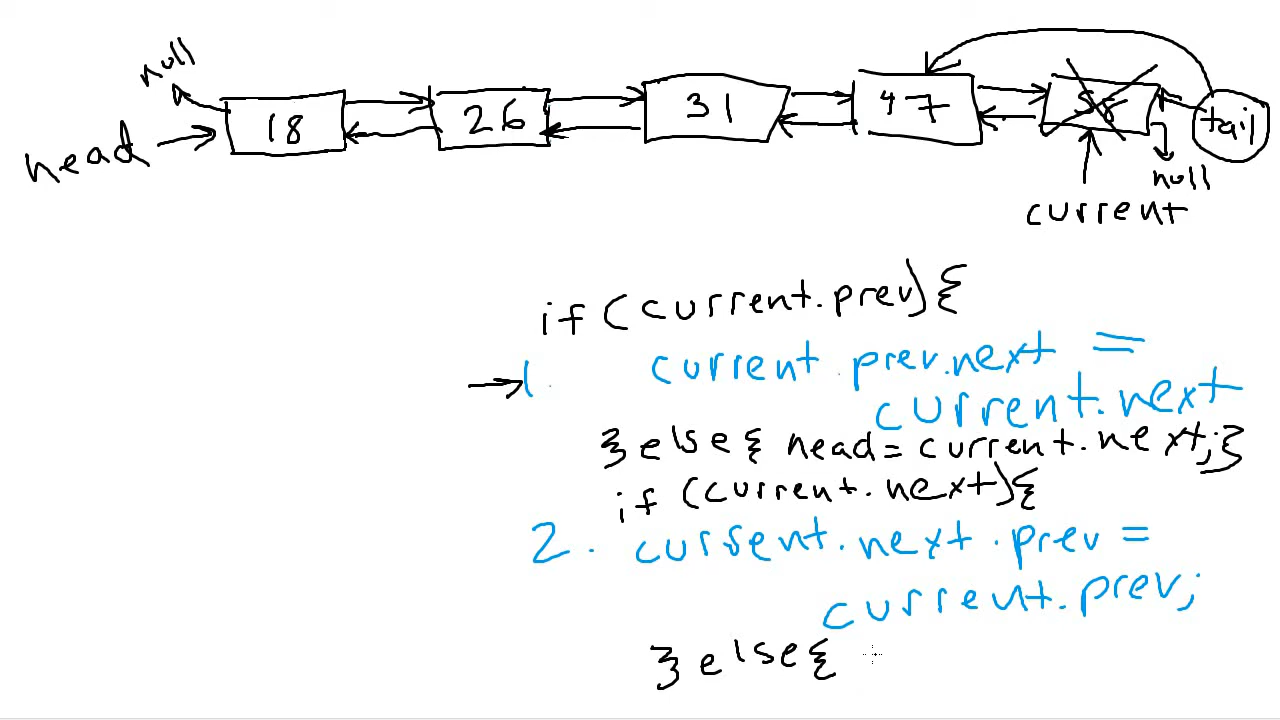 null
head
18
26
31
47
tail
null
current
if (current.prev){
1. current.prev.next =
current.next
}else{ head = current.next;}
if (current.next){
2. current.next.prev =
current.prev;
}else{